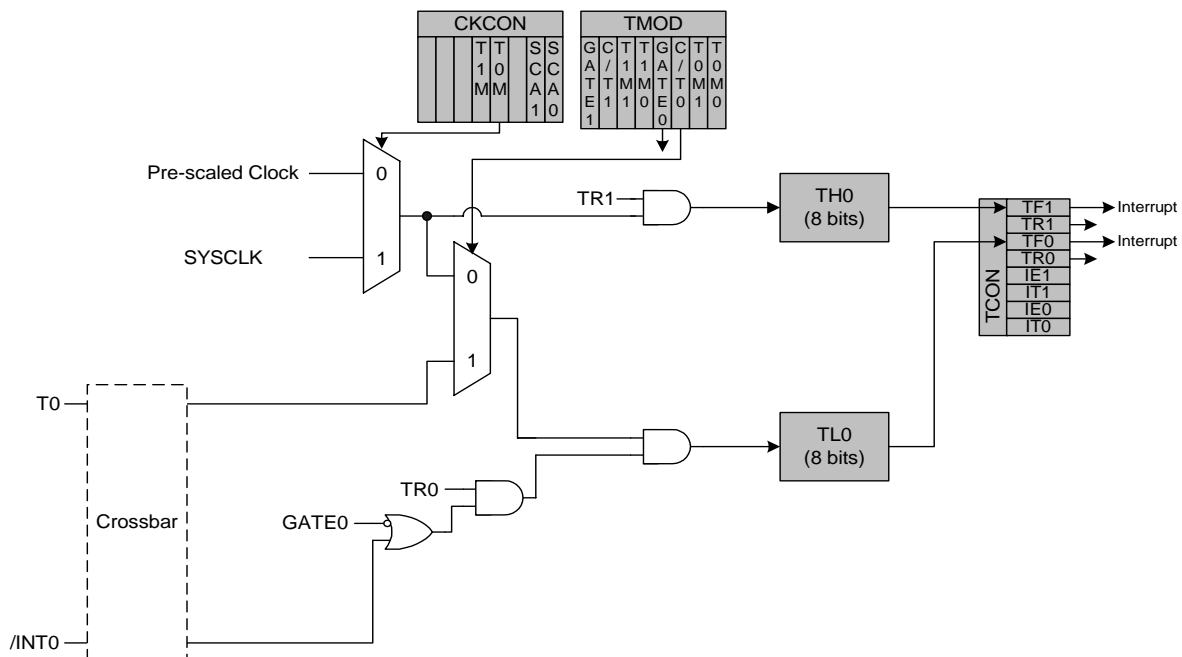 CKCON
T1M
T0M
SCA1
SCA0
TMOD
GATE1
C/T1
T1M1
T1M0
GATE0
C/T0
T0M1
T0M0
Pre-scaled Clock
0
SYSCLK
1
TR1
TH0
(8 bits)
TCON
TF1
TR1
TF0
TR0
IE1
IT1
IE0
IT0
Interrupt
Interrupt
0
1
T0
Crossbar
/INT0
TR0
GATE0
TL0
(8 bits)